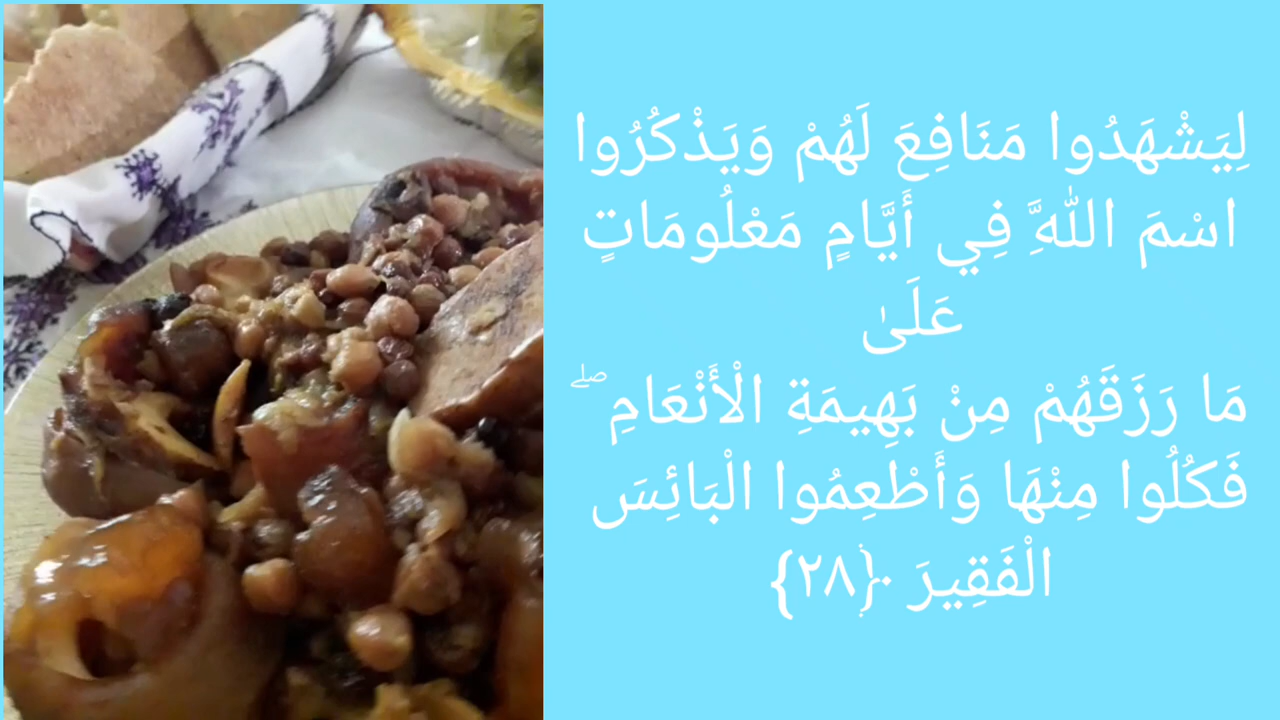 لِيَشْهَدُوا مَنَافِعَ لَهُمْ وَيَذْكُرُوا
اسْمَ اللَّهِ فِي أَيَّامٍ مَعْلُومَاتٍ
عَلَىٰ
مَا رَزَقَهُمْ مِنْ بَهِيمَةِ الْأَنْعَامِ ۖ
فَكُلُوا مِنْهَا وَأَطْعِمُوا الْبَائِسَ
الْفَقِيرَ ﴿٢٨}